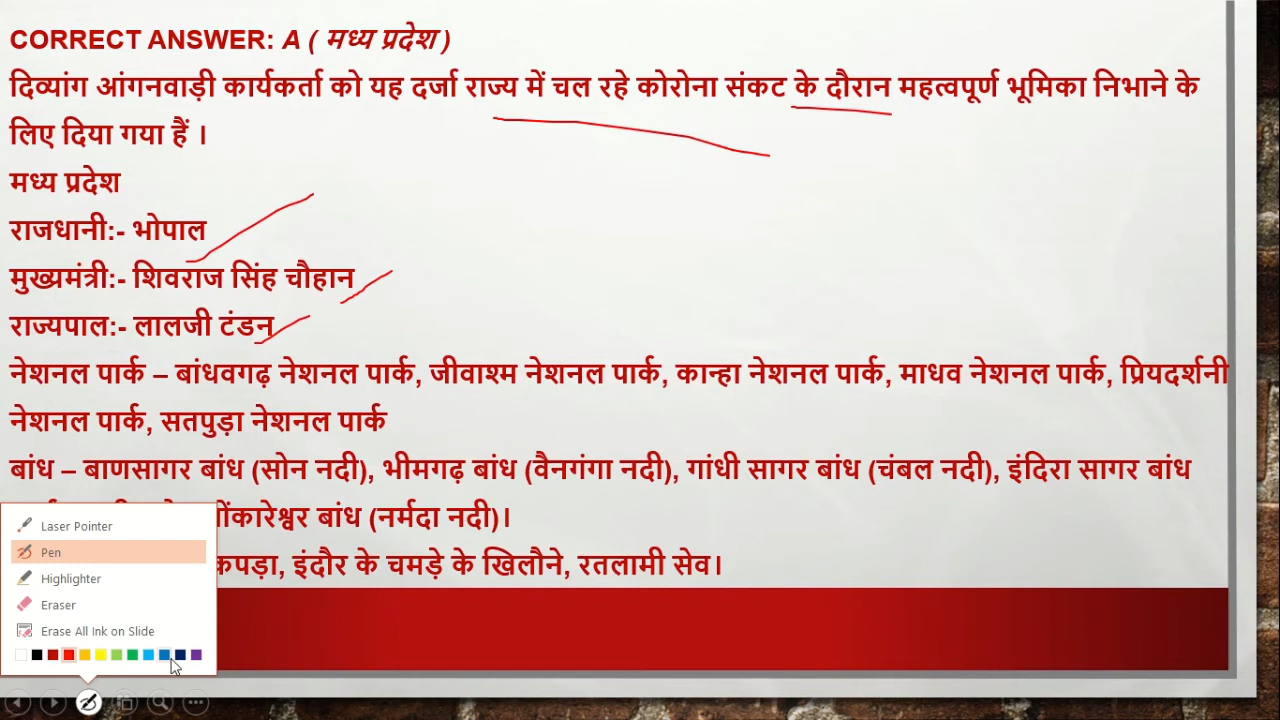 CORRECT ANSWER: A ( मध्य प्रदेश )
दिव्यांग आंगनवाड़ी कार्यकर्ता को यह दर्जा राज्य में चल रहे कोरोना संकट के दौरान महत्वपूर्ण भूमिका निभाने के
लिए दिया गया हैं ।
मध्य प्रदेश
राजधानी:- भोपाल
मुख्यमंत्री:- शिवराज सिंह चौहान
राज्यपाल:- लालजी टंडन
नेशनल पार्क – बांधवगढ़ नेशनल पार्क, जीवाश्म नेशनल पार्क, कान्हा नेशनल पार्क, माधव नेशनल पार्क, प्रियदर्शनी
नेशनल पार्क, सतपुड़ा नेशनल पार्क
बांध – बाणसागर बांध (सोन नदी), भीमगढ़ बांध (वैनगंगा नदी), गांधी सागर बांध (चंबल नदी), इंदिरा सागर बांध
बांध (नर्मदा नदी)।
कपड़ा, इंदौर के चमड़े के खिलौने, रतलामी सेव।
Laser Pointer
Pen
Highlighter
Eraser
Erase All Ink on Slide